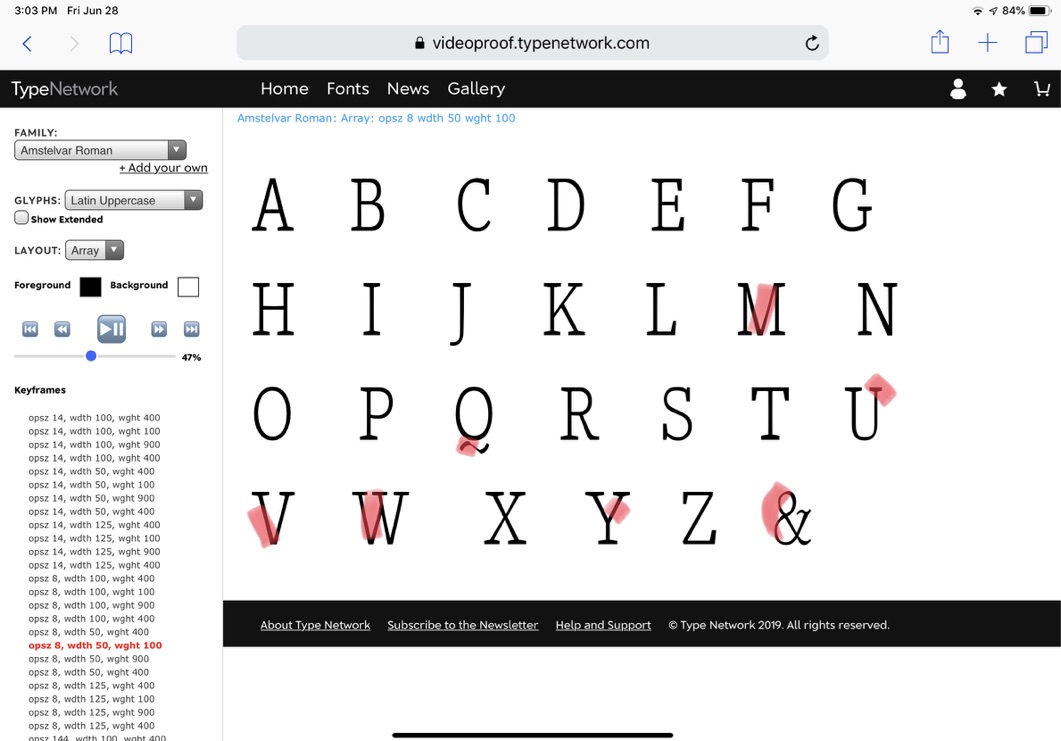 3:03 PM Fri Jun 28 84%
videoproof.typenetwork.com
TypeNetwork Home Fonts News Gallery
Amstelvar Roman: Array: opsz 8 wdth 50 wght 100
FAMILY:
Amstelvar Roman
+ Add your own
GLYPHS: Latin Uppercase
Show Extended
LAYOUT: Array
Foreground Background
47%
Keyframes
opsz 14, wdth 100, wght 400
opsz 14, wdth 100, wght 100
opsz 14, wdth 100, wght 900
opsz 14, wdth 100, wght 400
opsz 14, wdth 50, wght 400
opsz 14, wdth 50, wght 100
opsz 14, wdth 50, wght 900
opsz 14, wdth 50, wght 400
opsz 14, wdth 125, wght 400
opsz 14, wdth 125, wght 100
opsz 14, wdth 125, wght 900
opsz 14, wdth 125, wght 400
opsz 8, wdth 100, wght 400
opsz 8, wdth 100, wght 100
opsz 8, wdth 100, wght 900
opsz 8, wdth 100, wght 400
opsz 8, wdth 50, wght 400
opsz 8, wdth 50, wght 100
opsz 8, wdth 50, wght 900
opsz 8, wdth 50, wght 400
opsz 8, wdth 125, wght 400
opsz 8, wdth 125, wght 100
opsz 8, wdth 125, wght 900
opsz 8, wdth 125, wght 400
opsz 144, wdth 100, wght 400
A B C D E F G
H I J K L M N
O P Q R S T U
V W X Y Z &
About Type Network Subscribe to the Newsletter Help and Support © Type Network 2019. All rights reserved.